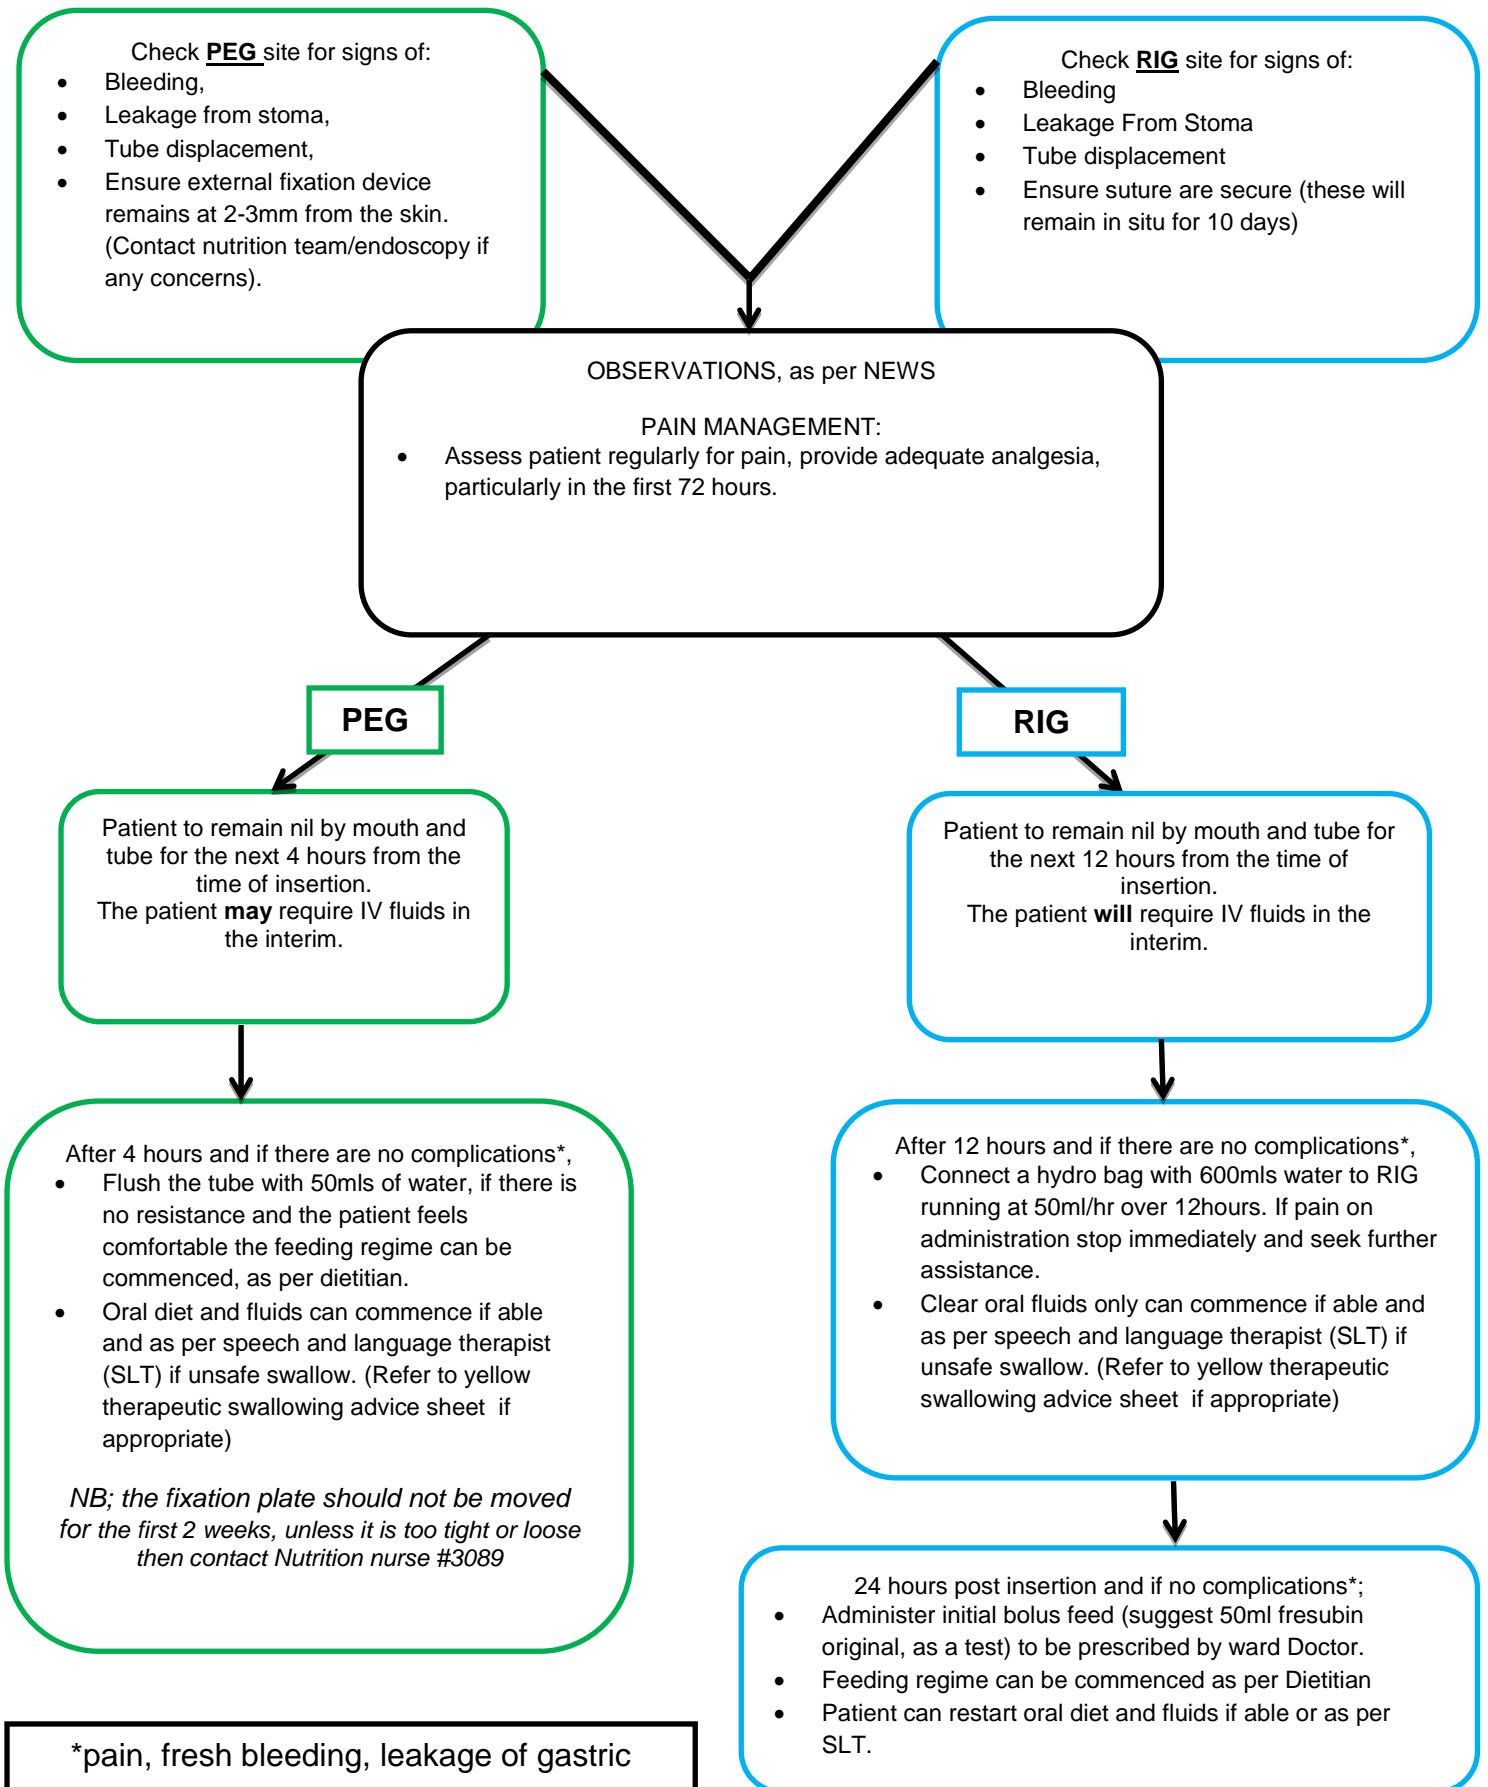 Check PEG site for signs of:
• Bleeding,
• Leakage from stoma,
• Tube displacement,
• Ensure external fixation device
remains at 2-3mm from the skin.
(Contact nutrition team/endoscopy if
any concerns).
Check RIG site for signs of:
• Bleeding
• Leakage From Stoma
• Tube displacement
• Ensure suture are secure (these will
remain in situ for 10 days)
OBSERVATIONS, as per NEWS
PAIN MANAGEMENT:
• Assess patient regularly for pain, provide adequate analgesia,
particularly in the first 72 hours.
PEG
RIG
Patient to remain nil by mouth and
tube for the next 4 hours from the
time of insertion.
The patient may require IV fluids in
the interim.
Patient to remain nil by mouth and tube for
the next 12 hours from the time of
insertion.
The patient will require IV fluids in the
interim.
After 4 hours and if there are no complications*,
• Flush the tube with 50mls of water, if there is
no resistance and the patient feels
comfortable the feeding regime can be
commenced, as per dietitian.
• Oral diet and fluids can commence if able
and as per speech and language therapist
(SLT) if unsafe swallow. (Refer to yellow
therapeutic swallowing advice sheet  if
appropriate)
NB; the fixation plate should not be moved
for the first 2 weeks, unless it is too tight or loose
then contact Nutrition nurse #3089
After 12 hours and if there are no complications*,
• Connect a hydro bag with 600mls water to RIG
running at 50ml/hr over 12hours. If pain on
administration stop immediately and seek further
assistance.
• Clear oral fluids only can commence if able and
as per speech and language therapist (SLT) if
unsafe swallow. (Refer to yellow therapeutic
swallowing advice sheet  if appropriate)
24 hours post insertion and if no complications*;
• Administer initial bolus feed (suggest 50ml fresubin
original, as a test) to be prescribed by ward Doctor.
• Feeding regime can be commenced as per Dietitian
• Patient can restart oral diet and fluids if able or as per
SLT.
*pain, fresh bleeding, leakage of gastric